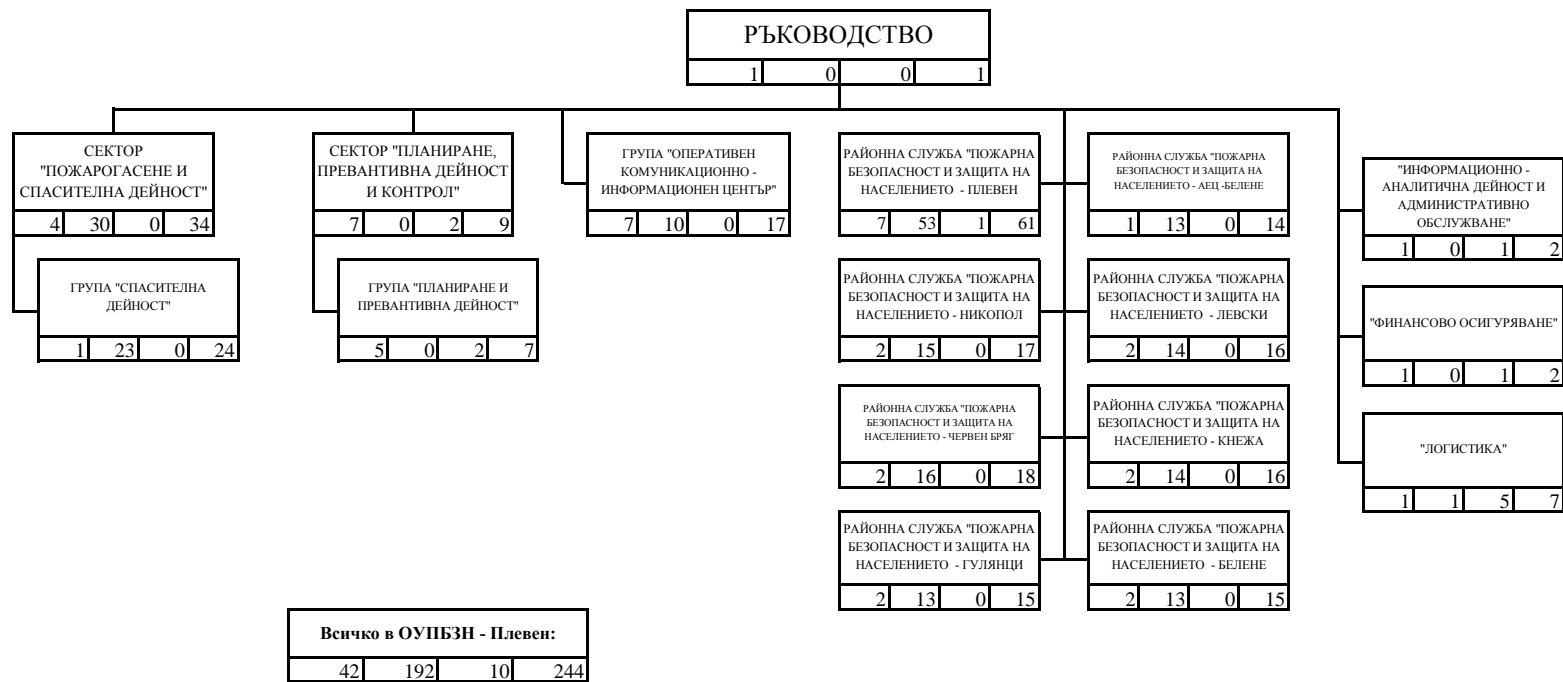 РЪКОВОДСТВО
1 0 0 1
СЕКТОР
"ПОЖАРОГАСЕНЕ И
СПАСИТЕЛНА ДЕЙНОСТ"
4 30 0 34
ГРУПА "СПАСИТЕЛНА
ДЕЙНОСТ"
1 23 0 24
СЕКТОР "ПЛАНИРАНЕ,
ПРЕВАНТИВНА ДЕЙНОСТ
И КОНТРОЛ"
7 0 2 9
ГРУПА "ПЛАНИРАНЕ И
ПРЕВАНТИВНА ДЕЙНОСТ"
5 0 2 7
ГРУПА "ОПЕРАТИВЕН
КОМУНИКАЦИОННО -
ИНФОРМАЦИОНЕН ЦЕНТЪР"
7 10 0 17
РАЙОННА СЛУЖБА "ПОЖАРНА
БЕЗОПАСНОСТ И ЗАЩИТА НА
НАСЕЛЕНИЕТО - ПЛЕВЕН
7 53 1 61
РАЙОННА СЛУЖБА "ПОЖАРНА
БЕЗОПАСНОСТ И ЗАЩИТА НА
НАСЕЛЕНИЕТО - АЕЦ -БЕЛЕНЕ
1 13 0 14
РАЙОННА СЛУЖБА "ПОЖАРНА
БЕЗОПАСНОСТ И ЗАЩИТА НА
НАСЕЛЕНИЕТО - НИКОПОЛ
2 15 0 17
РАЙОННА СЛУЖБА "ПОЖАРНА
БЕЗОПАСНОСТ И ЗАЩИТА НА
НАСЕЛЕНИЕТО - ЛЕВСКИ
2 14 0 16
РАЙОННА СЛУЖБА "ПОЖАРНА
БЕЗОПАСНОСТ И ЗАЩИТА НА
НАСЕЛЕНИЕТО - ЧЕРВЕН БРЯГ
2 16 0 18
РАЙОННА СЛУЖБА "ПОЖАРНА
БЕЗОПАСНОСТ И ЗАЩИТА НА
НАСЕЛЕНИЕТО - КНЕЖА
2 14 0 16
РАЙОННА СЛУЖБА "ПОЖАРНА
БЕЗОПАСНОСТ И ЗАЩИТА НА
НАСЕЛЕНИЕТО - ГУЛЯНЦИ
2 13 0 15
РАЙОННА СЛУЖБА "ПОЖАРНА
БЕЗОПАСНОСТ И ЗАЩИТА НА
НАСЕЛЕНИЕТО - БЕЛЕНЕ
2 13 0 15
"ИНФОРМАЦИОННО -
АНАЛИТИЧНА ДЕЙНОСТ И
АДМИНИСТРАТИВНО
ОБСЛУЖВАНЕ"
1 0 1 2
"ФИНАНСОВО ОСИГУРЯВАНЕ"
1 0 1 2
"ЛОГИСТИКА"
1 1 5 7
Всичко в ОУПБЗН - Плевен:
42 192 10 244